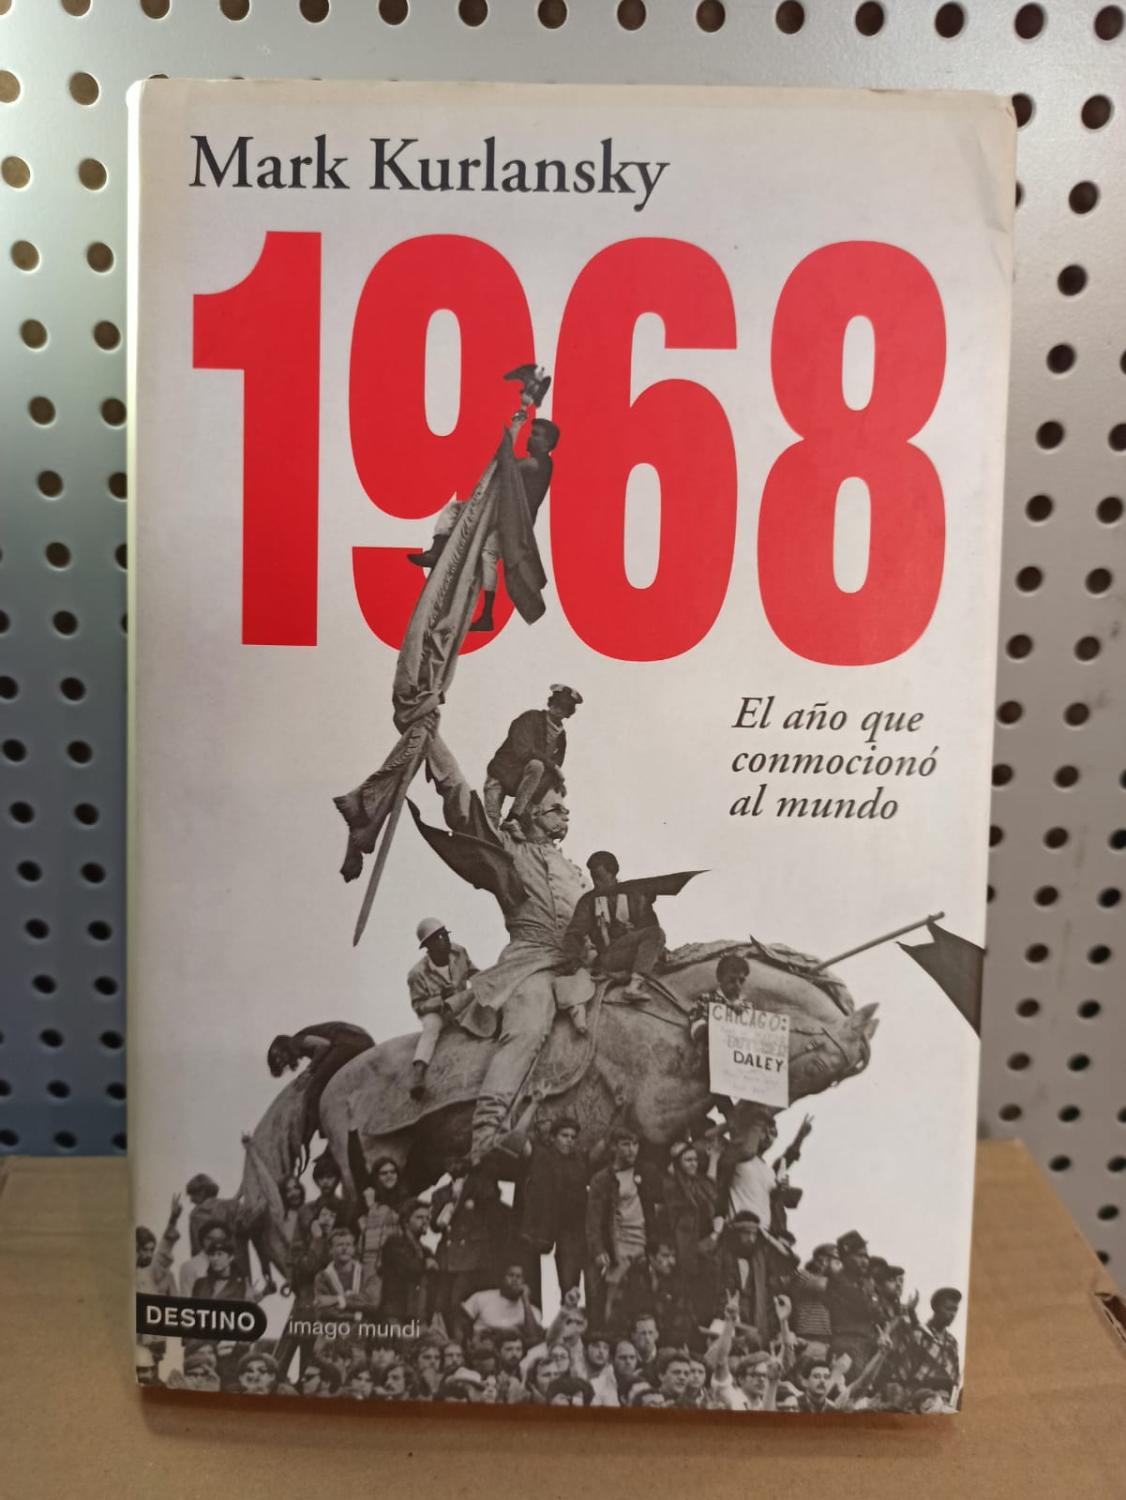 Mark Kurlansky
1968
El año que
conmocionó
al mundo
CHICAGO:
DALEY
DESTINO
imago mundi